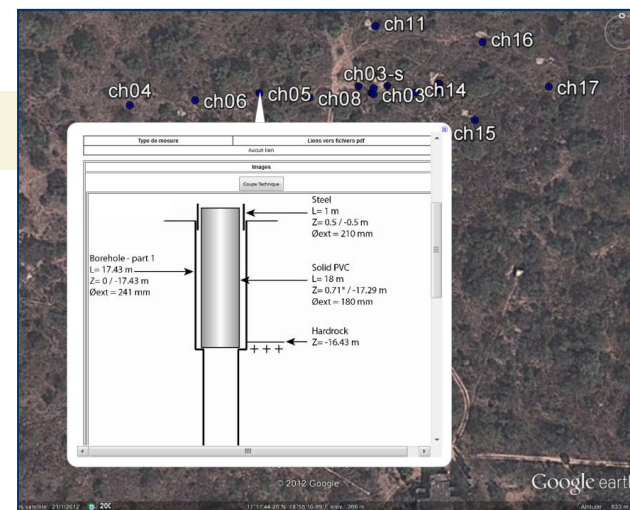 ch11
ch16
ch03-s
ch04
ch06
ch05
ch08
ch03
ch14
ch17
ch15
Type de mesure
Liens vers fichiers pdf
Aucun lien
Images
Coupe Technique
Steel
L= 1 m
Z= 0.5 / -0.5 m
Øext = 210 mm
Borehole - part 1
L= 17.43 m
Z= 0 / -17.43 m
Øext = 241 mm
Solid PVC
L= 18 m
Z= 0.71* / -17.29 m
Øext = 180 mm
Hardrock
Z= -16.43 m
+ + +
© 2012 Google
Google earth
200
Altitude 833 m